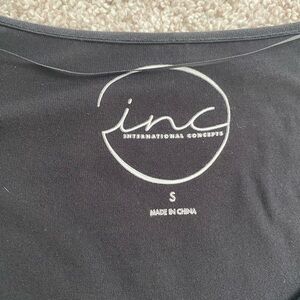 inc
INTERNATIONAL CONCEPTS
S
MADE IN CHINA